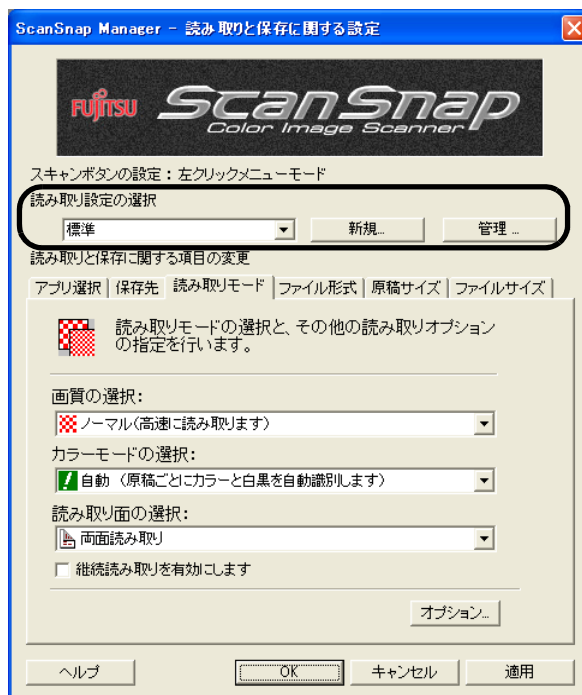 ScanSnap Manager - 読み取りと保存に関する設定
FUJITSU ScanSnap
Color Image Scanner
スキャンボタンの設定：左クリックメニューモード
読み取り設定の選択
標準 新規... 管理 ...
読み取りと保存に関する項目の変更
アプリ選択 保存先 読み取りモード ファイル形式 原稿サイズ ファイルサイズ
読み取りモードの選択と、その他の読み取りオプション
の指定を行います。
画質の選択：
ノーマル(高速に読み取ります)
カラーモードの選択：
自動 (原稿ごとにカラーと白黒を自動識別します)
読み取り面の選択：
両面読み取り
継続読み取りを有効にします
オプション...
ヘルプ OK キャンセル 適用